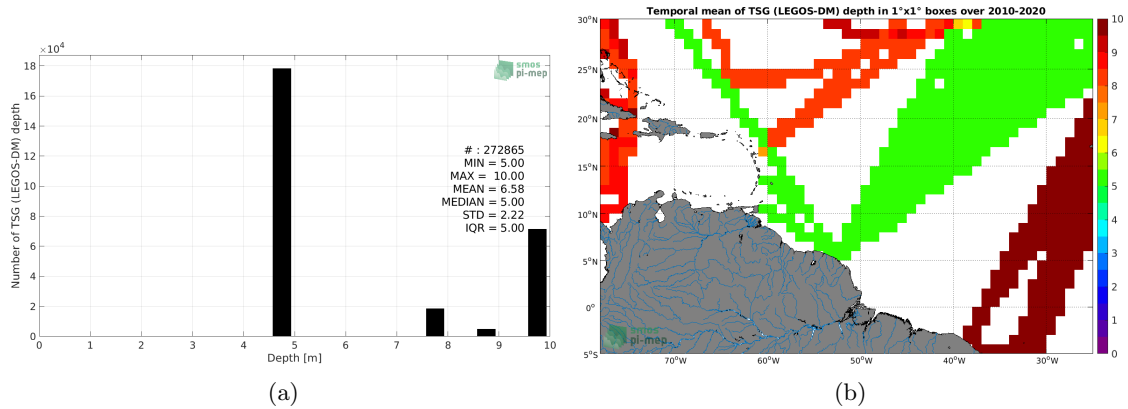 ×10⁴
18
16
14
12
10
8
6
4
2
0
Number of TSG (LEGOS-DM) depth
0 1 2 3 4 5 6 7 8 9 10
Depth [m]
smos
pi-mep
# : 272865
MIN = 5.00
MAX = 10.00
MEAN = 6.58
MEDIAN = 5.00
STD = 2.22
IQR = 5.00
(a)
Temporal mean of TSG (LEGOS-DM) depth in 1°x1° boxes over 2010-2020
30°N
25°N
20°N
15°N
10°N
5°N
0°
5°S
70°W 60°W 50°W 40°W 30°W
smos
pi-mep
10
9
8
7
6
5
4
3
2
1
0
(b)